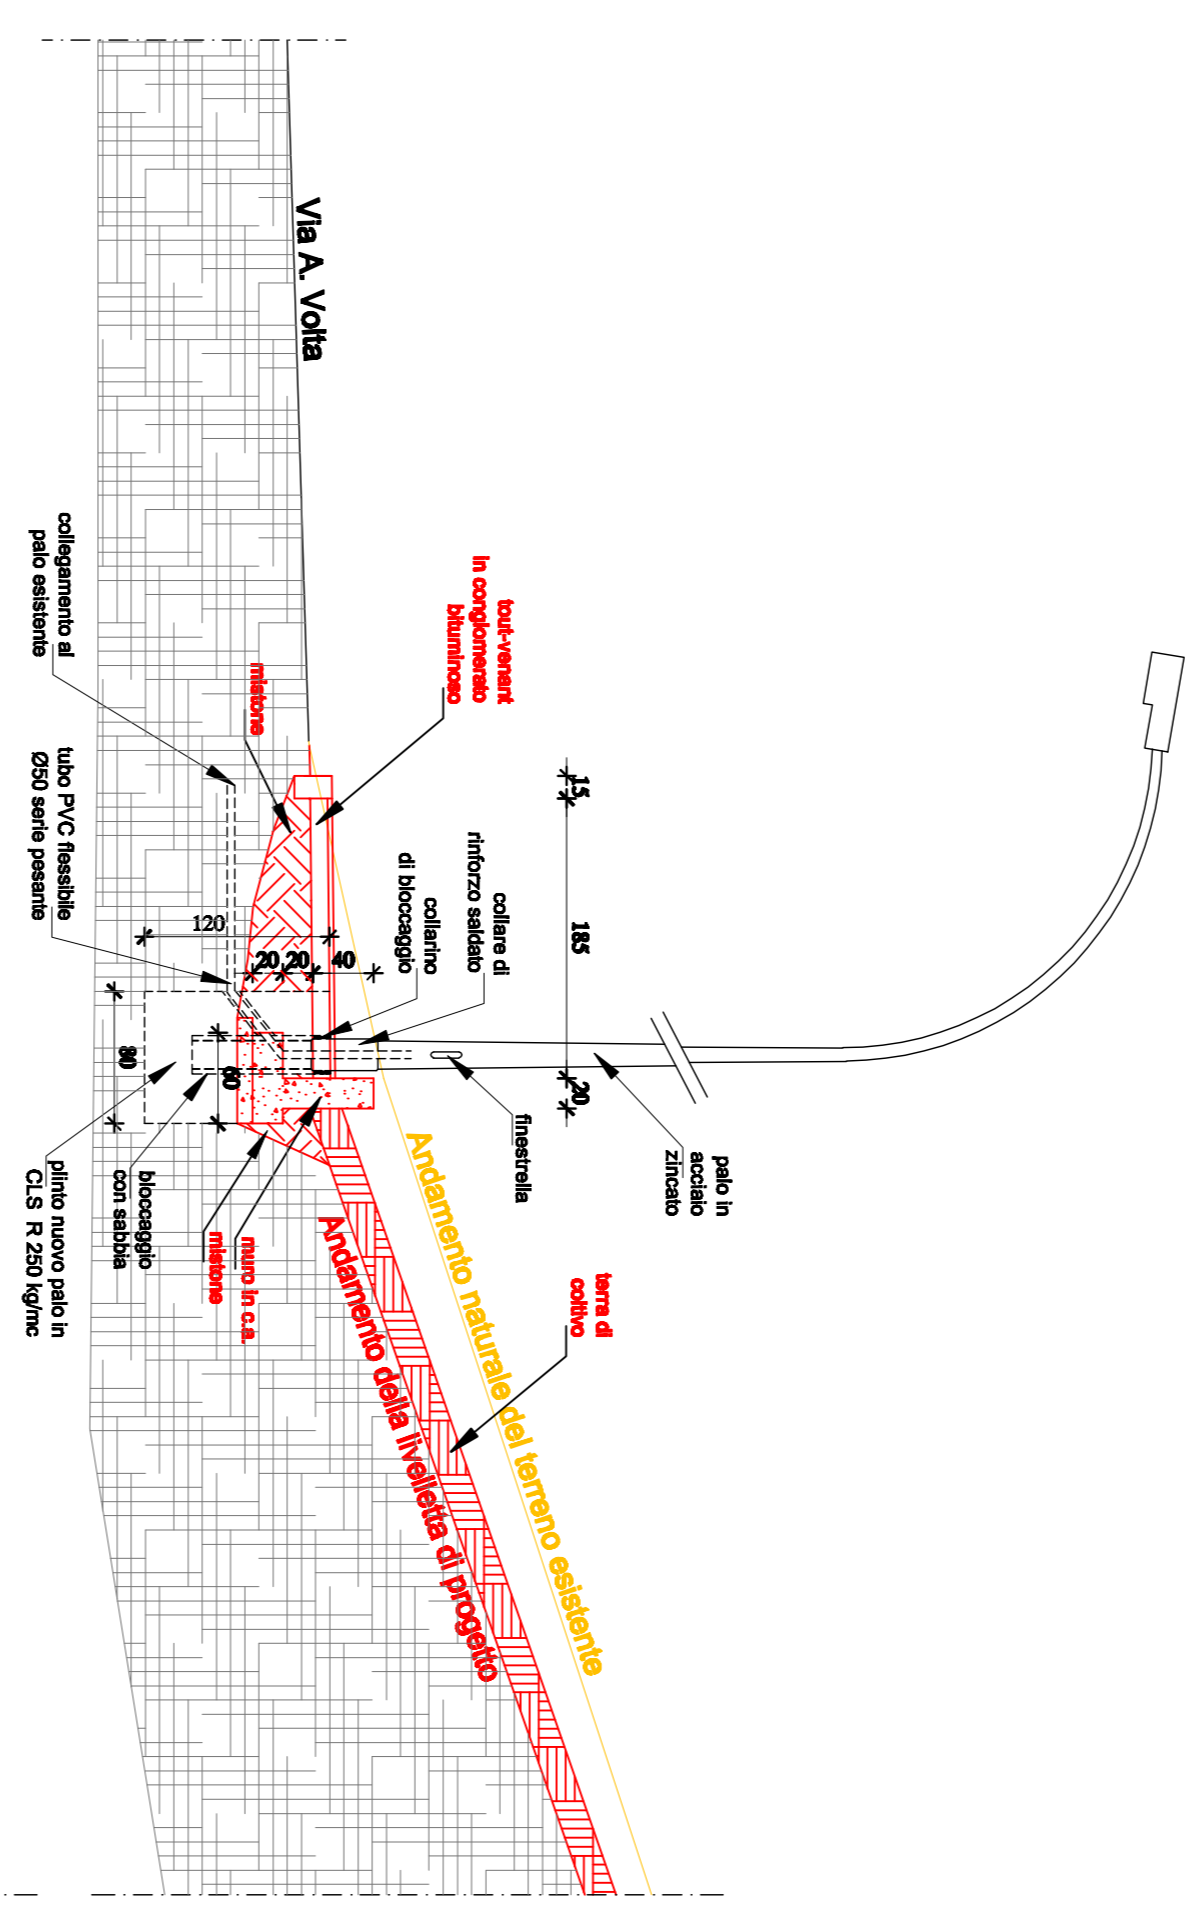 Via A. Volta
collegamento al
palo esistente
tout-venant
in conglomerato
bituminoso
mistone
tubo PVC flessibile
Ø50 serie pesante
15
185
20
collare di
rinforzo saldato
collarino
di bloccaggio
120
20
20
40
80
60
finestrella
palo in
acciaio
zincato
plinto nuovo palo in
CLS R 250 kg/mc
bloccaggio
con sabbia
mistone
muro in c.a.
terra di
coltivo
Andamento naturale del terreno esistente
Andamento della livelletta di progetto